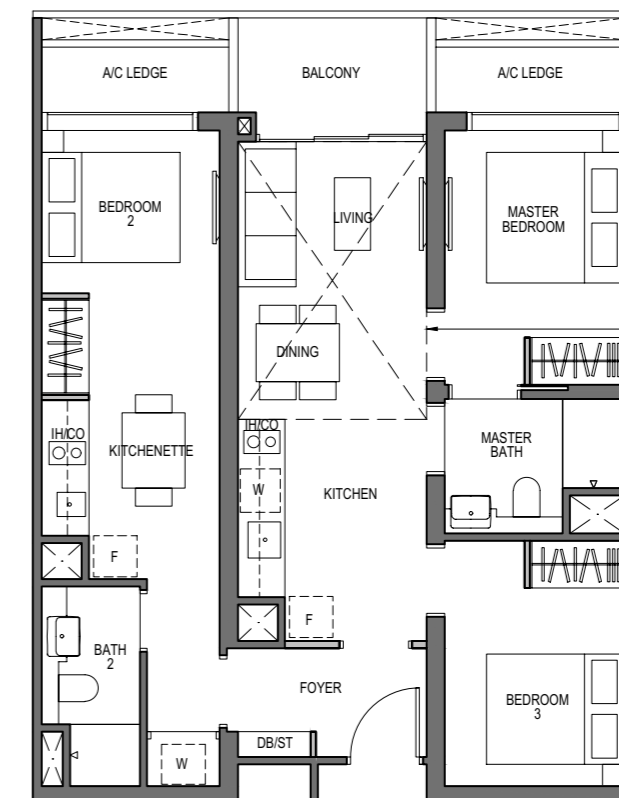 A/C LEDGE
BALCONY
A/C LEDGE
BEDROOM
2
LIVING
MASTER
BEDROOM
DINING
IH/CO
KITCHENETTE
IH/CO
W
KITCHEN
MASTER
BATH
F
F
BATH
2
FOYER
BEDROOM
3
DB/ST
W